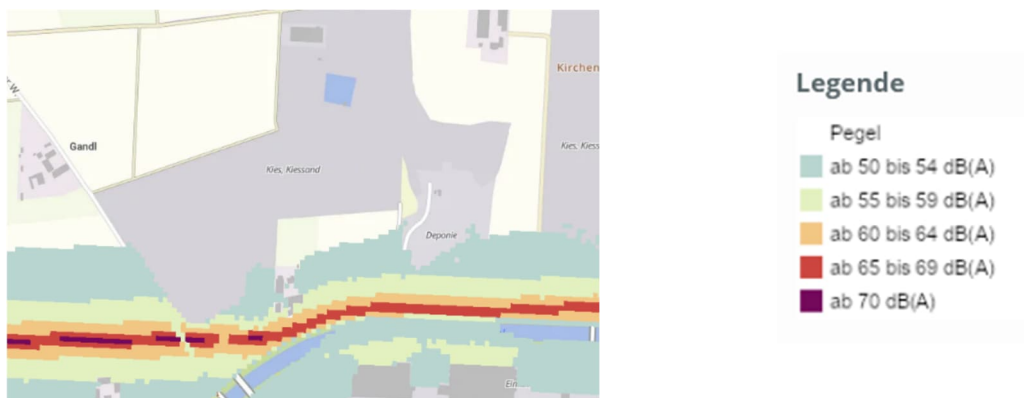 Kirchen
Gandl
Kies, Kiess
Kies, Kiessand
Deponie
Ein
Legende
Pegel
ab 50 bis 54 dB(A)
ab 55 bis 59 dB(A)
ab 60 bis 64 dB(A)
ab 65 bis 69 dB(A)
ab 70 dB(A)